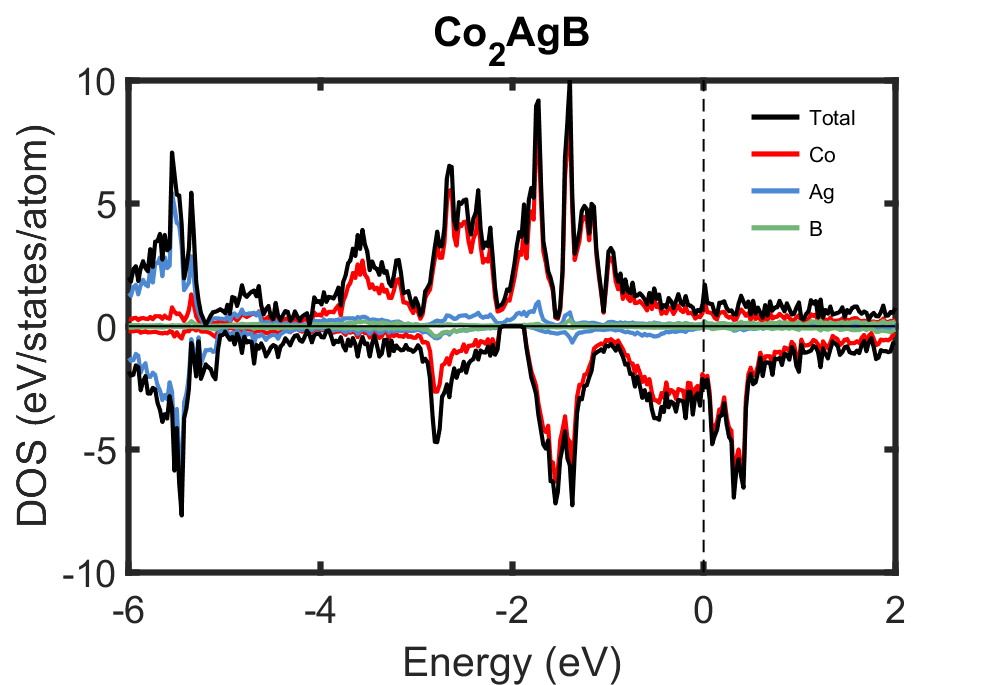 Co2AgB
10
5
0
-5
-10
DOS (eV/states/atom)
Total
Co
Ag
B
-6
-4
-2
0
2
Energy (eV)